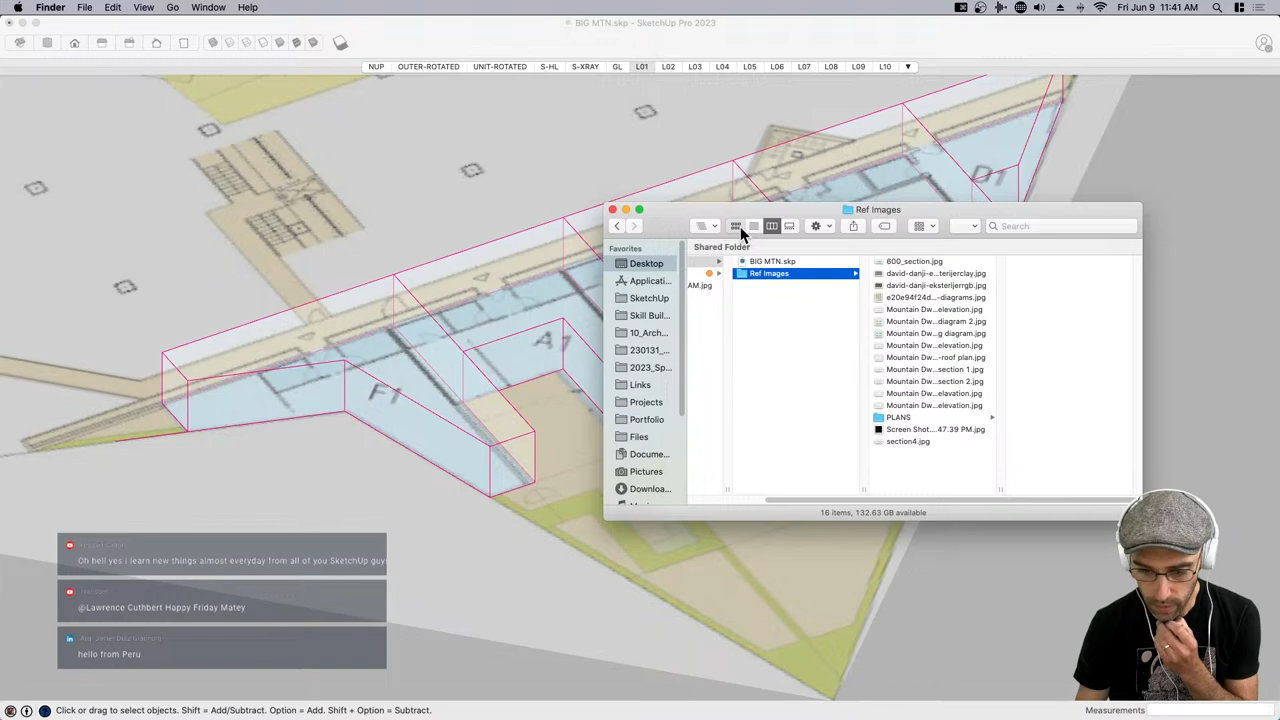 Finder File Edit View Go Window Help Fri Jun 9 11:41 AM
BIG MTN.skp - SketchUp Pro 2023
NUP OUTER-ROTATED UNIT-ROTATED S-HL S-XRAY GL L01 L02 L03 L04 L05 L06 L07 L08 L09 L10
D1
A1
F1
Ref Images
Search
Favorites
Desktop
Applicati...
SketchUp
Skill Buil...
10_Arch...
230131_...
2023_Sp...
Links
Projects
Portfolio
Files
Docume...
Pictures
Downloa...
Shared Folder
AM.jpg
BIG MTN.skp
Ref Images
600_section.jpg
david-danji-e...terijerclay.jpg
david-danji-eksterijerrgb.jpg
e20e94f24d...-diagrams.jpg
Mountain Dw...elevation.jpg
Mountain Dw...diagram 2.jpg
Mountain Dw...g diagram.jpg
Mountain Dw...elevation.jpg
Mountain Dw...-roof plan.jpg
Mountain Dw...section 1.jpg
Mountain Dw...section 2.jpg
Mountain Dw...elavation.jpg
Mountain Dw...elevation.jpg
PLANS
Screen Shot....47.39 PM.jpg
section4.jpg
16 items, 132.63 GB available
Oh hell yes i learn new things almost everyday from all of you SketchUp guys
@Lawrence Cuthbert Happy Friday Matey
hello from Peru
Click or drag to select objects. Shift = Add/Subtract. Option = Add. Shift + Option = Subtract.
Measurements